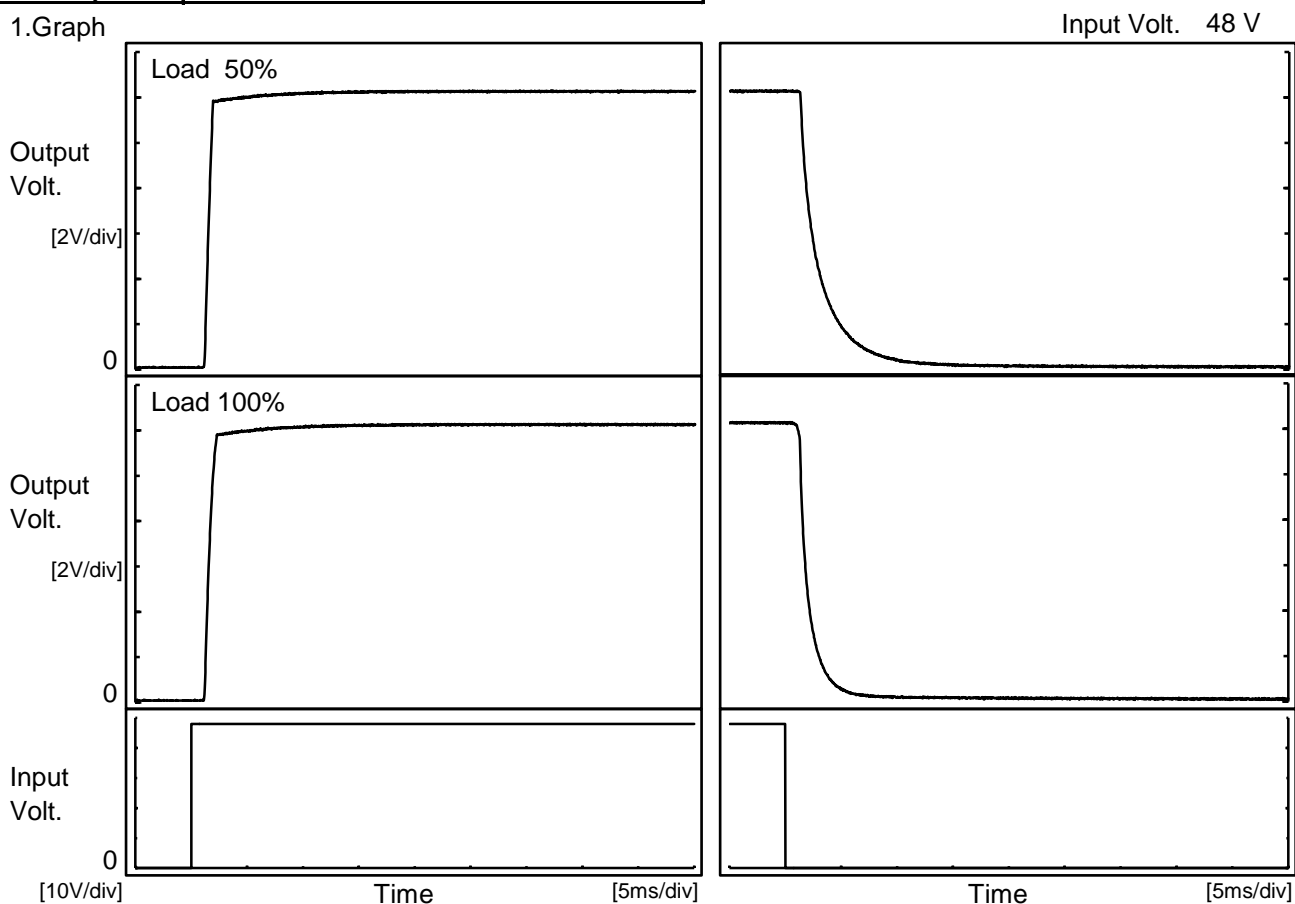 1.Graph
Input Volt. 48 V
Load 50%
Output
Volt.
[2V/div]
0
Load 100%
Output
Volt.
[2V/div]
0
Input
Volt.
0
[10V/div]
Time
[5ms/div]
Time
[5ms/div]